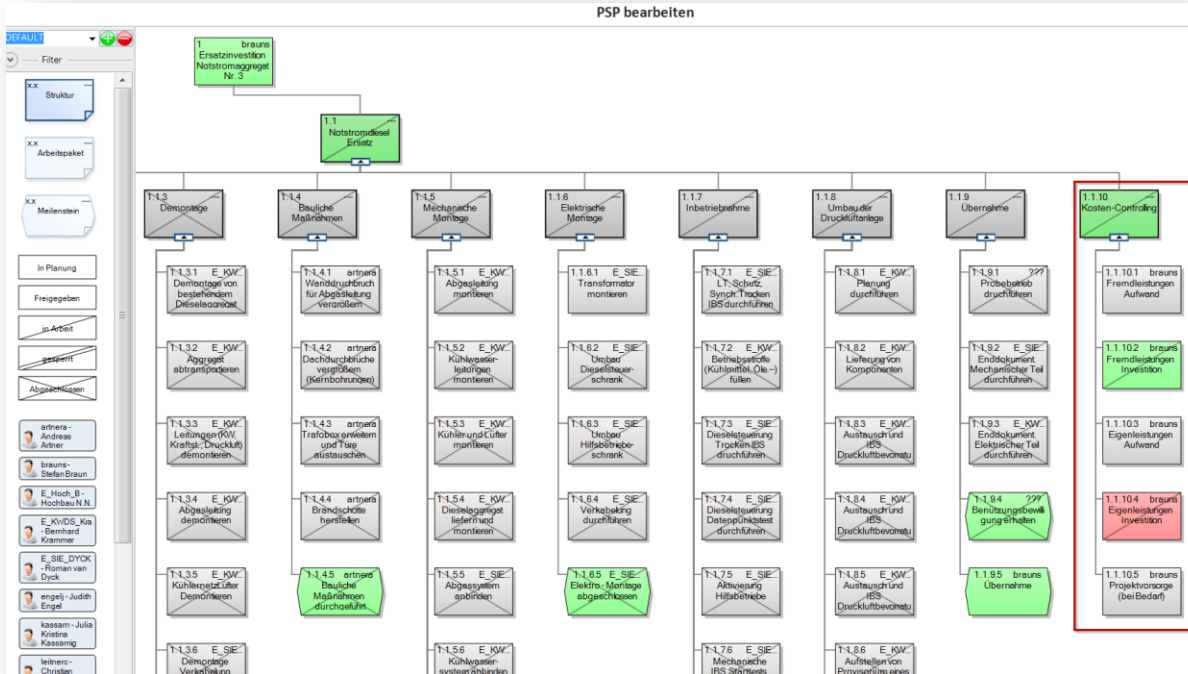 PSP bearbeiten
DEFAULT
Filter
x.x
Struktur
x.x
Arbeitspaket
x.x
Meilenstein
In Planung
Freigegeben
in Arbeit
gesperrt
Abgeschlossen
artnera -
Andreas
Artner
brauns-
Stefan Braun
E_Hoch_B -
Hochbau N.N.
E_KWDS_Kra
- Bernhard
Krammer
E_SIE_DYCK
- Roman van
Dyck
engelj - Judith
Engel
kassarn - Julia
Kristina
Kassarnig
leitnerc -
Christian
1 brauns
Ersatzinvestition
Notstromaggregat
Nr. 3
1.1
Notstromdiesel
Ersatz
1.1.3
Demontage
1.1.3.1 E_KW...
Demontage von
bestehendem
Dieselaggregat
1.1.3.2 E_KW...
Aggregat
abtransportieren
1.1.3.3 E_KW...
Leitungen (KW,
Kraftst., Druckluft)
demontieren
1.1.3.4 E_KW...
Abgasleitung
demontieren
1.1.3.5 E_KW...
Kühlernetz Lüfter
Demontieren
1.1.3.6 E_SIE...
Demontage
Verkabelung
1.1.4
Bauliche
Maßnahmen
1.1.4.1 artnera
Wanddruchbruch
für Abgasleitung
vergrößern
1.1.4.2 artnera
Dachdurchbrüche
vergrößern
(Kernbohrungen)
1.1.4.3 artnera
Trafobox erweitern
und Türe
austauschen
1.1.4.4 artnera
Brandschotte
herstellen
1.1.4.5 artnera
Bauliche
Maßnahmen
durchgeführt
1.1.5
Mechanische
Montage
1.1.5.1 E_KW...
Abgasleitung
montieren
1.1.5.2 E_KW...
Kühlwasser-
leitungen
montieren
1.1.5.3 E_KW...
Kühler und Lüfter
montieren
1.1.5.4 E_KW...
Dieselaggregat
liefern und
montieren
1.1.5.5 E_SIE...
Abgassystem
anbinden
1.1.5.6 E_KW...
Kühlwasser-
system anbinden
1.1.6
Elektrische
Montage
1.1.6.1 E_SIE...
Transformator
montieren
1.1.6.2 E_SIE...
Umbau
Dieselsteuer-
schrank
1.1.6.3 E_SIE...
Umbau
Hilfsbetriebe-
schrank
1.1.6.4 E_SIE...
Verkabelung
durchführen
1.1.6.5 E_SIE...
Elektro.- Montage
abgeschlossen
1.1.7
Inbetriebnahme
1.1.7.1 E_SIE...
LT, Schutz,
Synch. Trocken
IBS durchführen
1.1.7.2 E_KW...
Betriebsstoffe
(Kühlmittel, Öle.--)
füllen
1.1.7.3 E_SIE...
Dieselsteuerung
Trocken IBS
durchführen
1.1.7.4 E_SIE...
Dieselsteuerung
Datenpunktstest
durchführen
1.1.7.5 E_SIE...
Aktivierung
Hilfsbetriebe
1.1.7.6 E_SIE...
Mechanische
IBS Starttests
1.1.8
Umbau der
Druckluftanlage
1.1.8.1 E_KW...
Planung
durchführen
1.1.8.2 E_KW...
Lieferung von
Komponenten
1.1.8.3 E_KW...
Austausch und
IBS
Druckluftbevorratu
1.1.8.4 E_KW...
Austausch und
IBS
Druckluftbevorratu
1.1.8.5 E_KW...
Austausch und
IBS
Druckluftbevorratu
1.1.8.6 E_KW...
Aufstellen von
Provisorium eines
1.1.9
Übernahme
1.1.9.1 ???
Probebetrieb
druchführen
1.1.9.2 E_SIE...
Enddokument
Mechanischer Teil
durchführen
1.1.9.3 E_KW...
Enddokument
Elektrischer Teil
durchführen
1.1.9.4 ???
Benutzungsbewilli
gung erhalten
1.1.9.5 brauns
Übernahme
1.1.10
Kosten-Controlling
1.1.10.1 brauns
Fremdleistungen
Aufwand
1.1.10.2 brauns
Fremdleistungen
Investition
1.1.10.3 brauns
Eigenleistungen
Aufwand
1.1.10.4 brauns
Eigenleistungen
Investition
1.1.10.5 brauns
Projektvorsorge
(bei Bedarf)